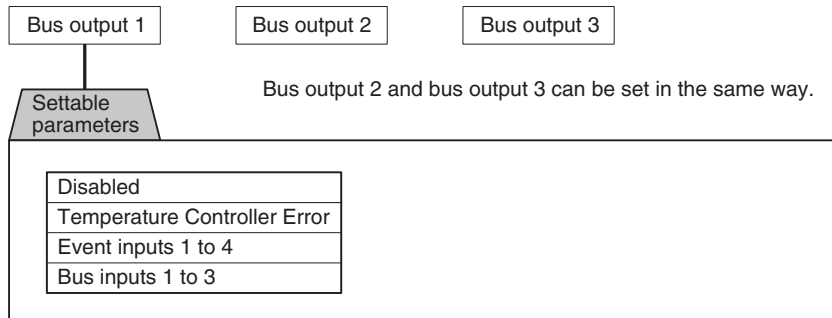 Bus output 1
Bus output 2
Bus output 3
Bus output 2 and bus output 3 can be set in the same way.
Settable
parameters
Disabled
Temperature Controller Error
Event inputs 1 to 4
Bus inputs 1 to 3